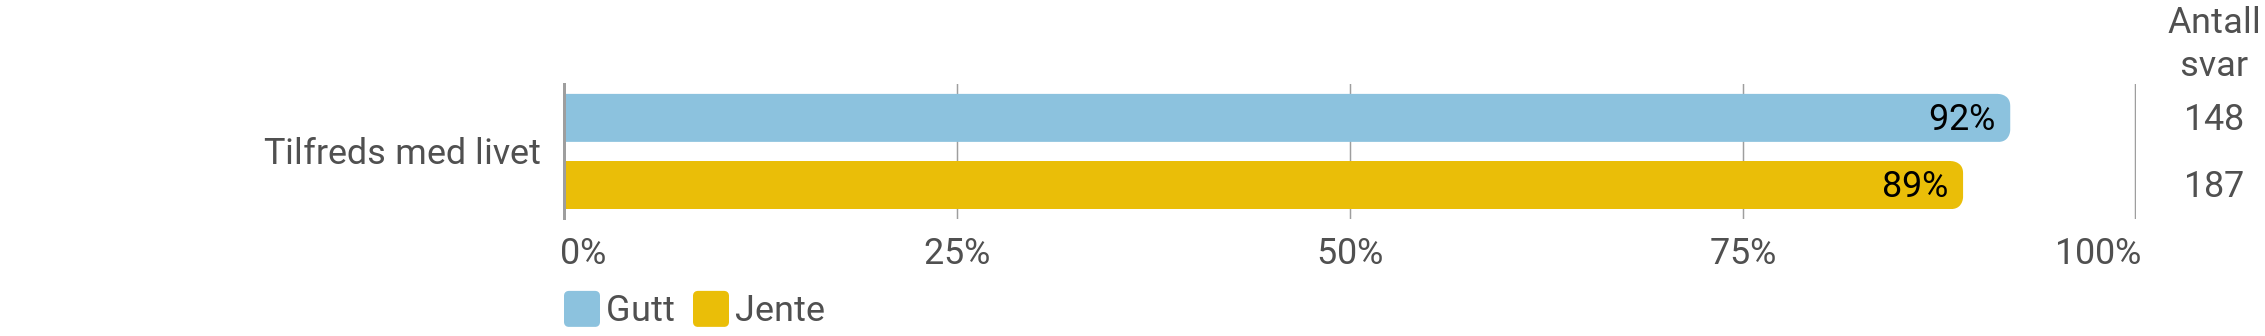 Antall
svar
92%
148
Tilfreds med livet
89%
187
0%
25%
50%
75%
100%
Gutt
Jente